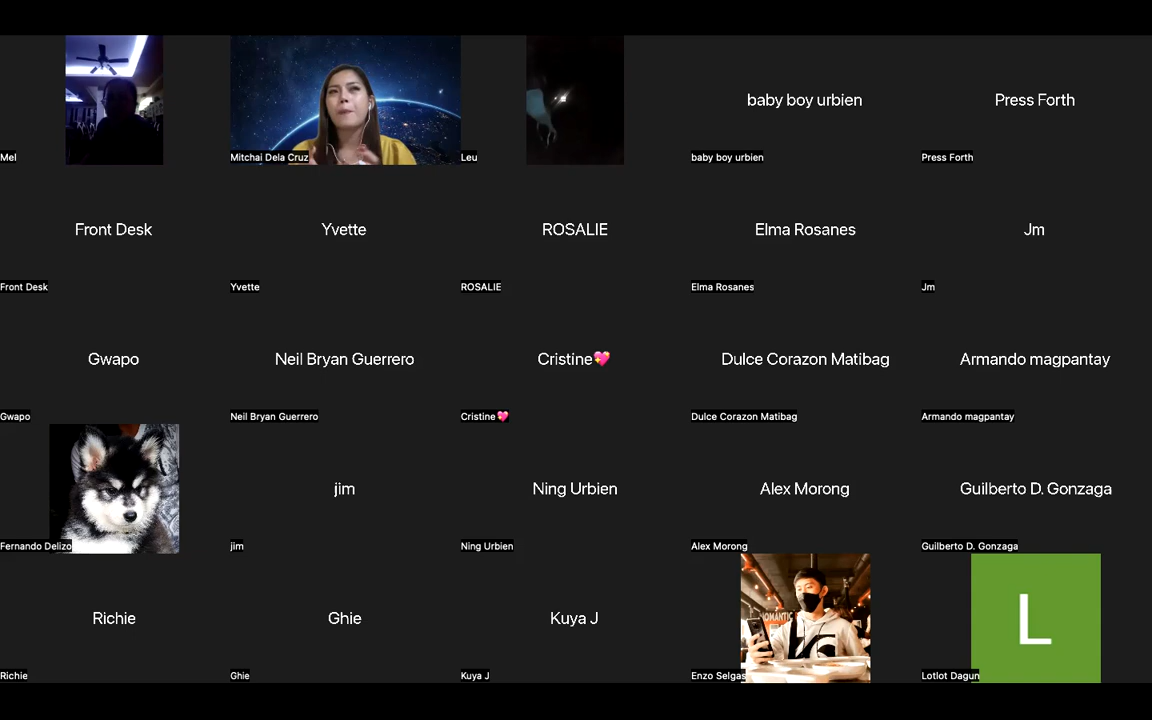 Mel
Mitchai Dela Cruz
Leu
baby boy urbien
baby boy urbien
Press Forth
Press Forth
Front Desk
Front Desk
Yvette
Yvette
ROSALIE
ROSALIE
Elma Rosanes
Elma Rosanes
Jm
Jm
Gwapo
Gwapo
Neil Bryan Guerrero
Neil Bryan Guerrero
Cristine💖
Cristine💖
Dulce Corazon Matibag
Dulce Corazon Matibag
Armando magpantay
Armando magpantay
Fernando Delizo
jim
jim
Ning Urbien
Ning Urbien
Alex Morong
Alex Morong
Guilberto D. Gonzaga
Guilberto D. Gonzaga
Richie
Richie
Ghie
Ghie
Kuya J
Kuya J
Enzo Selgas
L
Lotlot Dagun